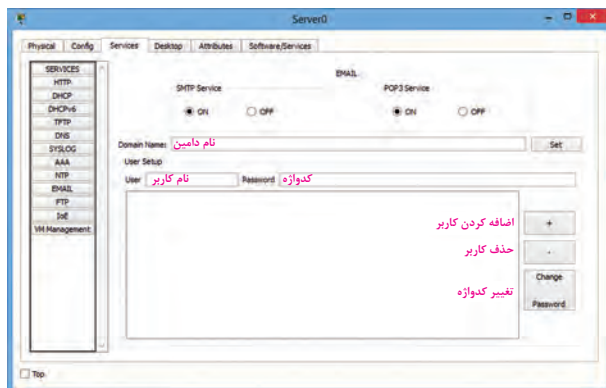 Server0
Physical Config Services Desktop Attributes Software/Services
SERVICES
HTTP
DHCP
DHCPv6
TFTP
DNS
SYSLOG
AAA
NTP
EMAIL
FTP
IoE
VM Management
EMAIL
SMTP Service POP3 Service
ON OFF ON OFF
Domain Name: نام دامین Set
User Setup
User نام کاربر Password کدواژه
اضافه کردن کاربر +
حذف کاربر -
تغییر کدواژه Change Password
Top